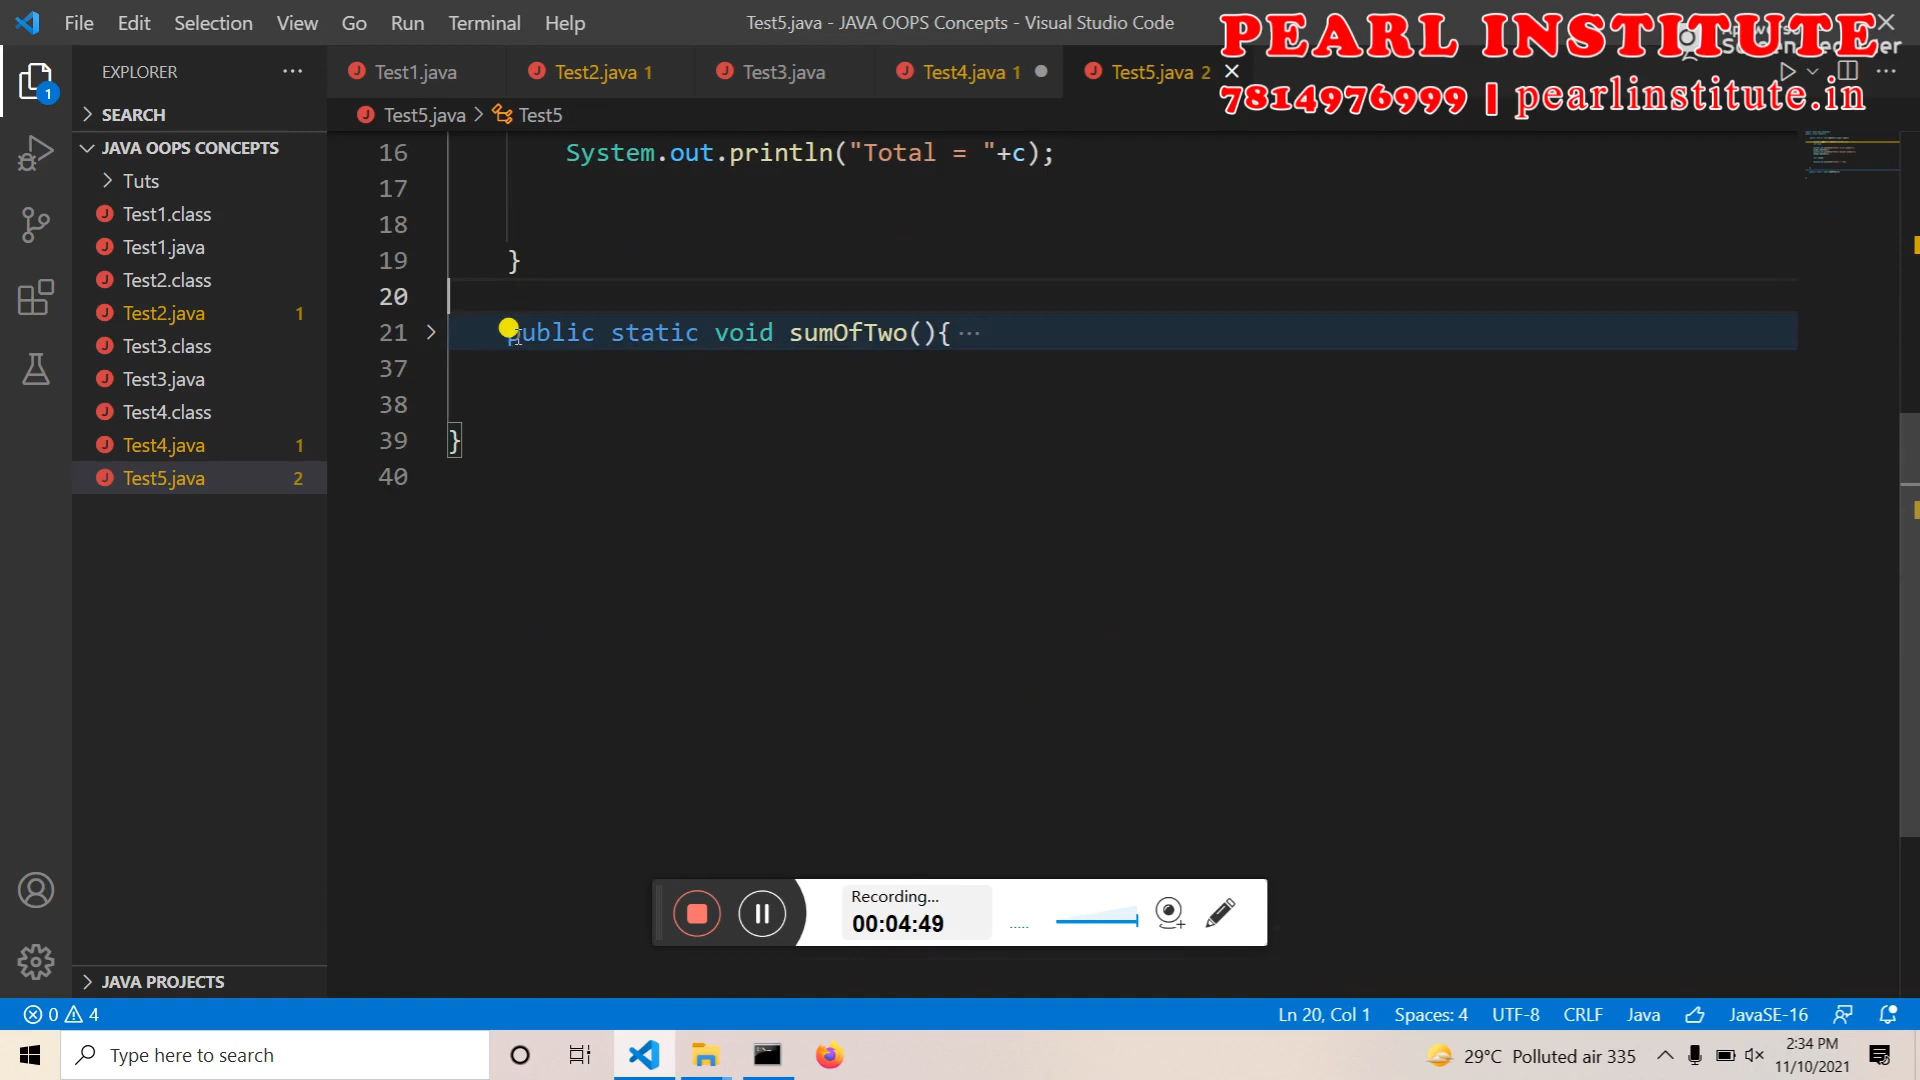 File Edit Selection View Go Run Terminal Help
Test5.java - JAVA OOPS Concepts - Visual Studio Code
PEARL INSTITUTE
7814976999 | pearlinstitute.in
EXPLORER
Test1.java
Test2.java 1
Test3.java
Test4.java 1
Test5.java 2
SEARCH
Test5.java > Test5
JAVA OOPS CONCEPTS
Tuts
Test1.class
Test1.java
Test2.class
Test2.java 1
Test3.class
Test3.java
Test4.class
Test4.java 1
Test5.java 2
JAVA PROJECTS
16 System.out.println("Total = "+c);
17
18
19 }
20
21 public static void sumOfTwo(){ ...
37
38
39 }
40
Recording...
00:04:49
0 4
Ln 20, Col 1 Spaces: 4 UTF-8 CRLF Java JavaSE-16
Type here to search
29°C Polluted air 335
2:34 PM
11/10/2021